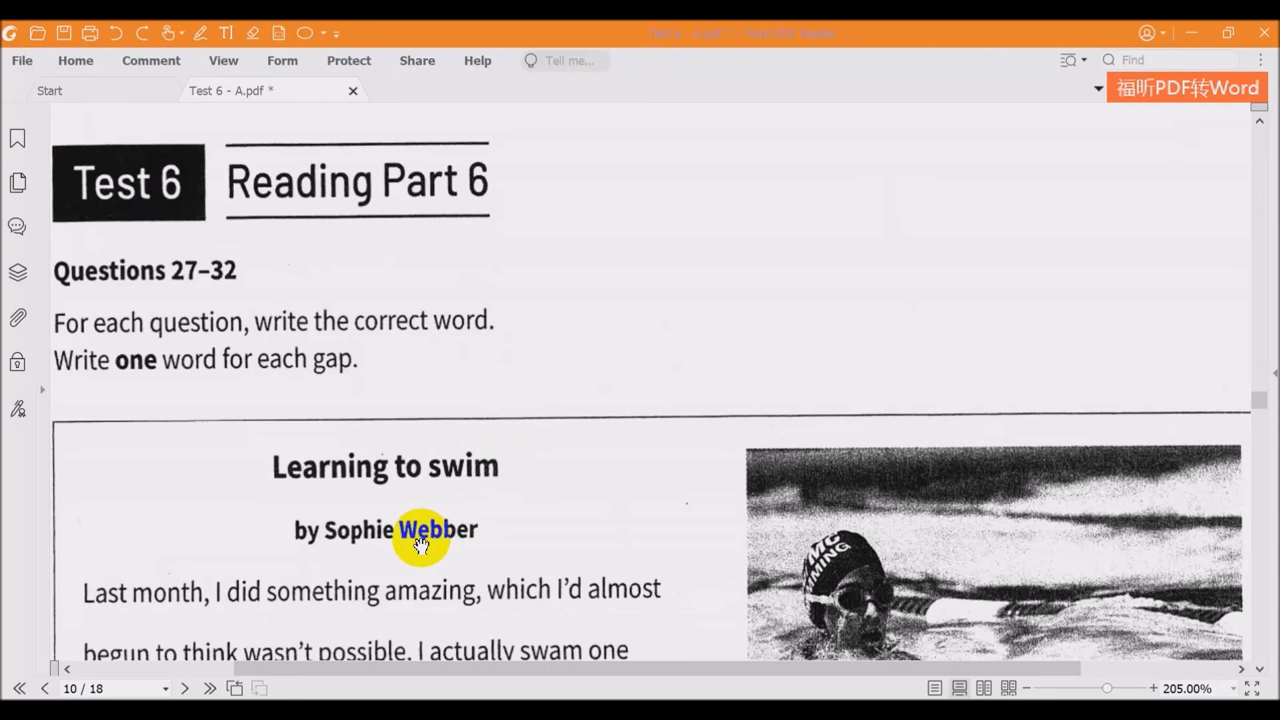 File Home Comment View Form Protect Share Help Tell me... Find
Start Test 6 - A.pdf *
福昕PDF转Word
Test 6 Reading Part 6
Questions 27–32
For each question, write the correct word.
Write one word for each gap.
Learning to swim
by Sophie Webber
Last month, I did something amazing, which I'd almost
begun to think wasn't possible. I actually swam one
10 / 18
205.00%